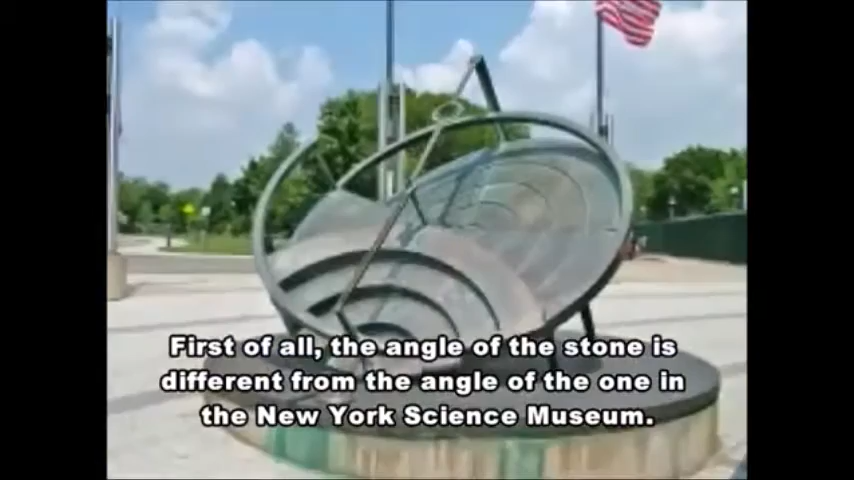 First of all, the angle of the stone is
different from the angle of the one in
the New York Science Museum.